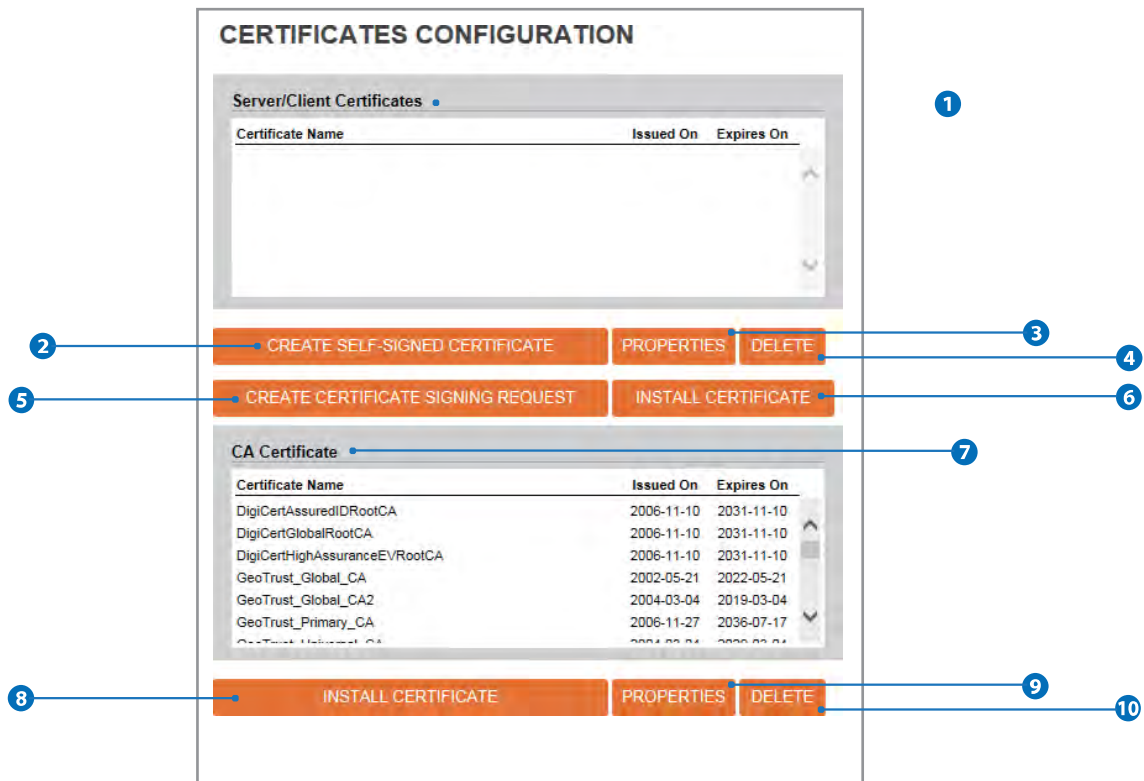 CERTIFICATES CONFIGURATION
Server/Client Certificates
1
Certificate Name Issued On Expires On
2 CREATE SELF-SIGNED CERTIFICATE PROPERTIES 3 DELETE 4
5 CREATE CERTIFICATE SIGNING REQUEST INSTALL CERTIFICATE 6
CA Certificate 7
Certificate Name Issued On Expires On
DigiCertAssuredIDRootCA 2006-11-10 2031-11-10
DigiCertGlobalRootCA 2006-11-10 2031-11-10
DigiCertHighAssuranceEVRootCA 2006-11-10 2031-11-10
GeoTrust_Global_CA 2002-05-21 2022-05-21
GeoTrust_Global_CA2 2004-03-04 2019-03-04
GeoTrust_Primary_CA 2006-11-27 2036-07-17
8 INSTALL CERTIFICATE PROPERTIES 9 DELETE 10